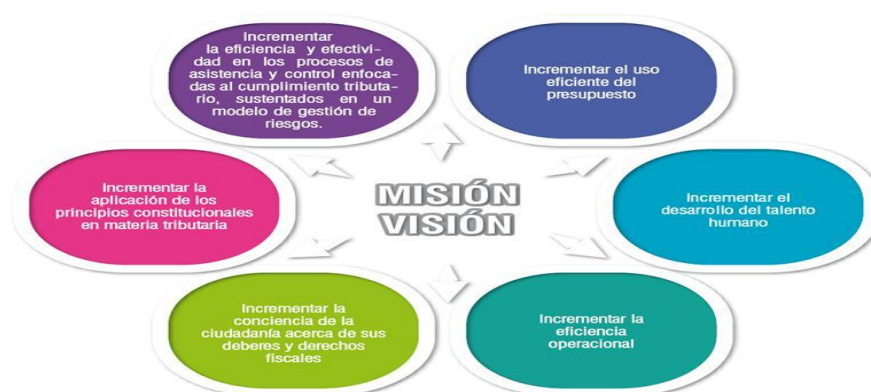 Incrementar
la eficiencia y efectivi-
dad en los procesos de
asistencia y control enfoca-
das al cumplimiento tributa-
rio, sustentados en un
modelo de gestión de
riesgos.
Incrementar el uso
eficiente del
presupuesto
Incrementar la
aplicación de los
principios constitucionales
en materia tributaria
MISIÓN
VISIÓN
Incrementar el
desarrollo del talento
humano
Incrementar la
conciencia de la
ciudadanía acerca de sus
deberes y derechos
fiscales
Incrementar la
eficiencia
operacional